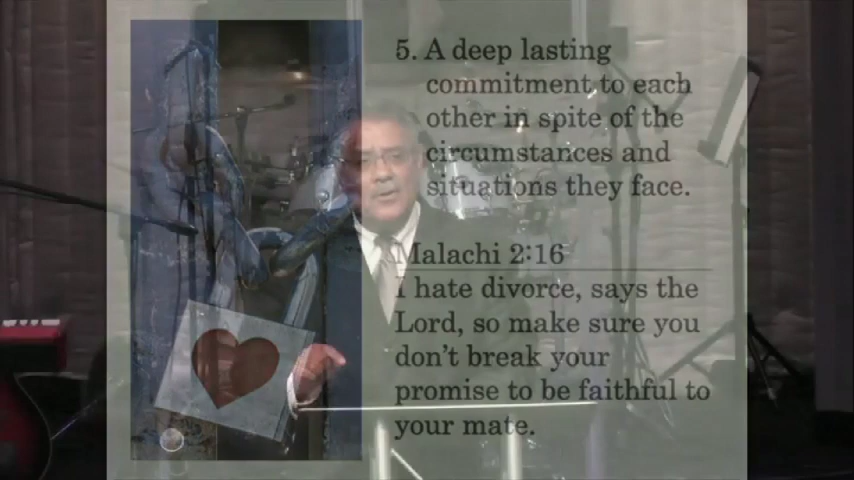 5. A deep lasting
commitment to each
other in spite of the
circumstances and
situations they face.
Malachi 2:16
I hate divorce, says the
Lord, so make sure you
don't break your
promise to be faithful to
your mate.